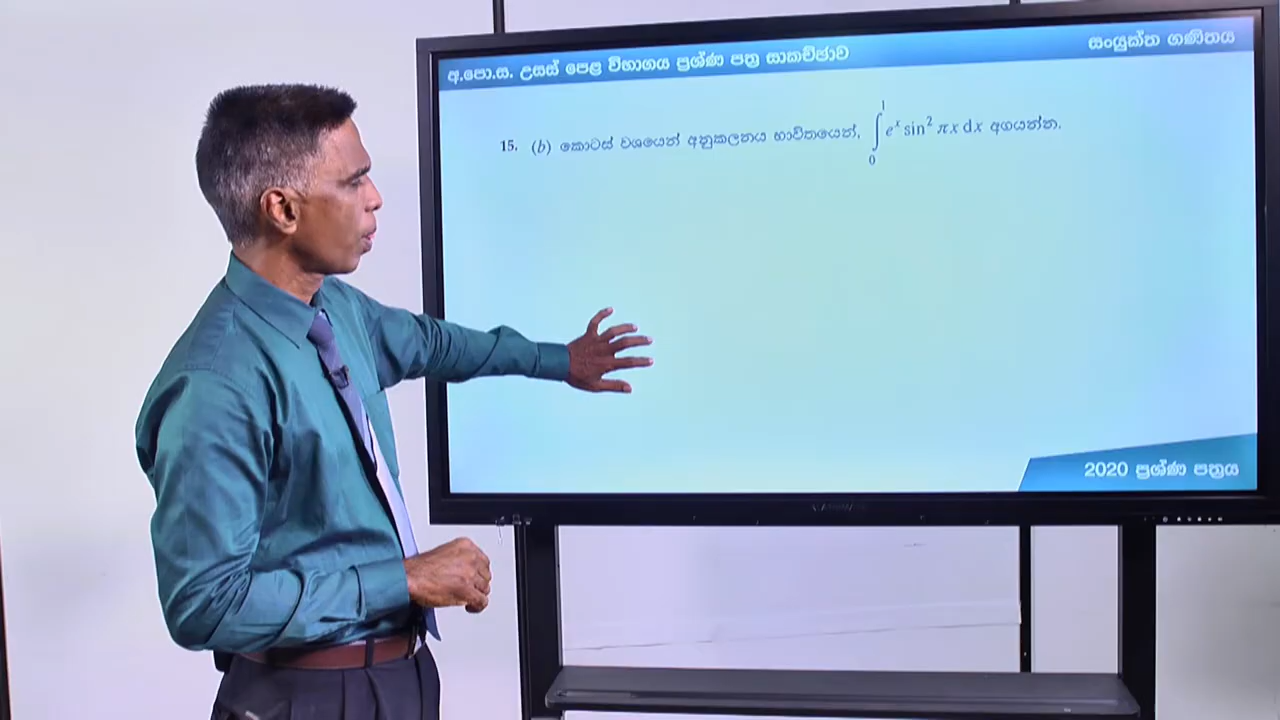 අ.පො.ස. උසස් පෙළ විභාගය ප්‍රශ්ණ පත්‍ර සාකච්ඡාව
සංයුක්ත ගණිතය
15. (b) කොටස් වශයෙන් අනුකලනය භාවිතයෙන්, ∫₀¹ eˣ sin² πx dx අගයන්න.
2020 ප්‍රශ්ණ පත්‍රය